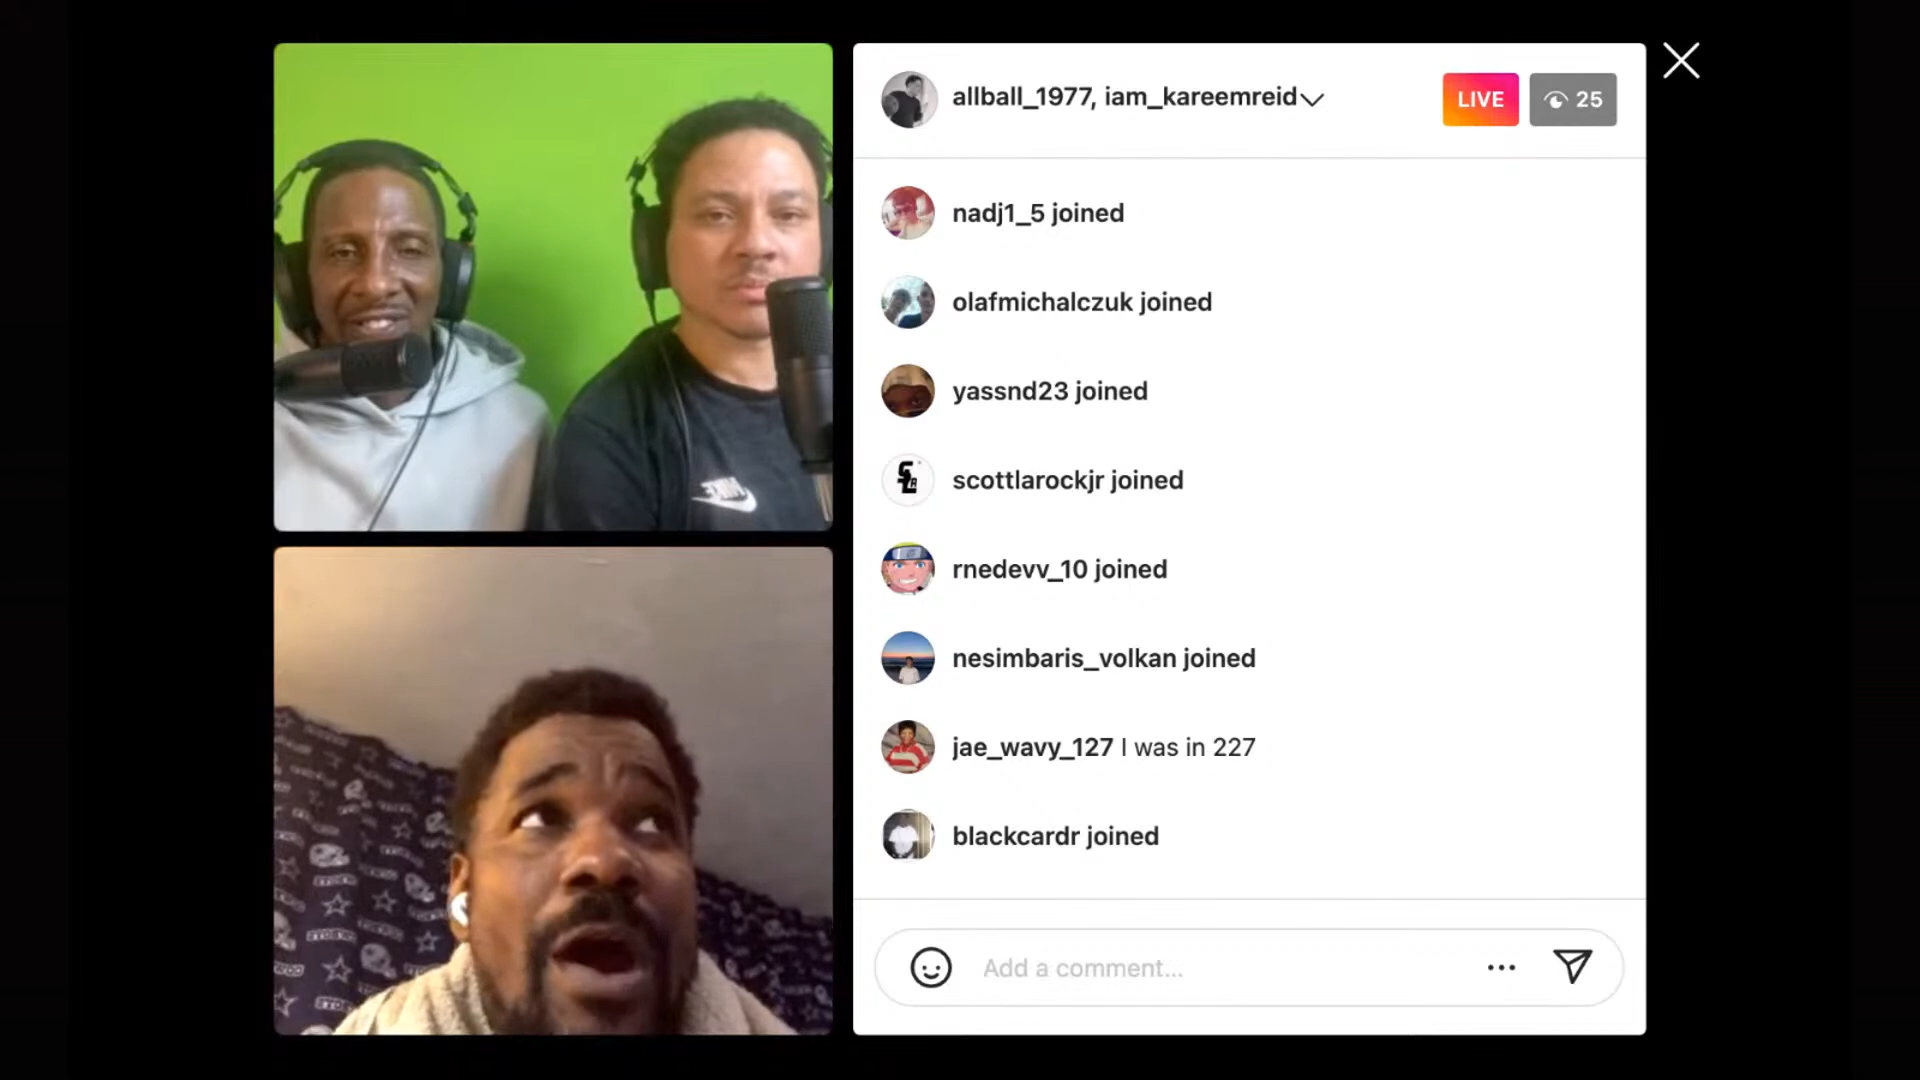 allball_1977, iam_kareemreid
LIVE
25
nadj1_5 joined
olafmichalczuk joined
yassnd23 joined
scottlarockjr joined
rnedevv_10 joined
nesimbaris_volkan joined
jae_wavy_127 I was in 227
blackcardr joined
Add a comment...
NIKE